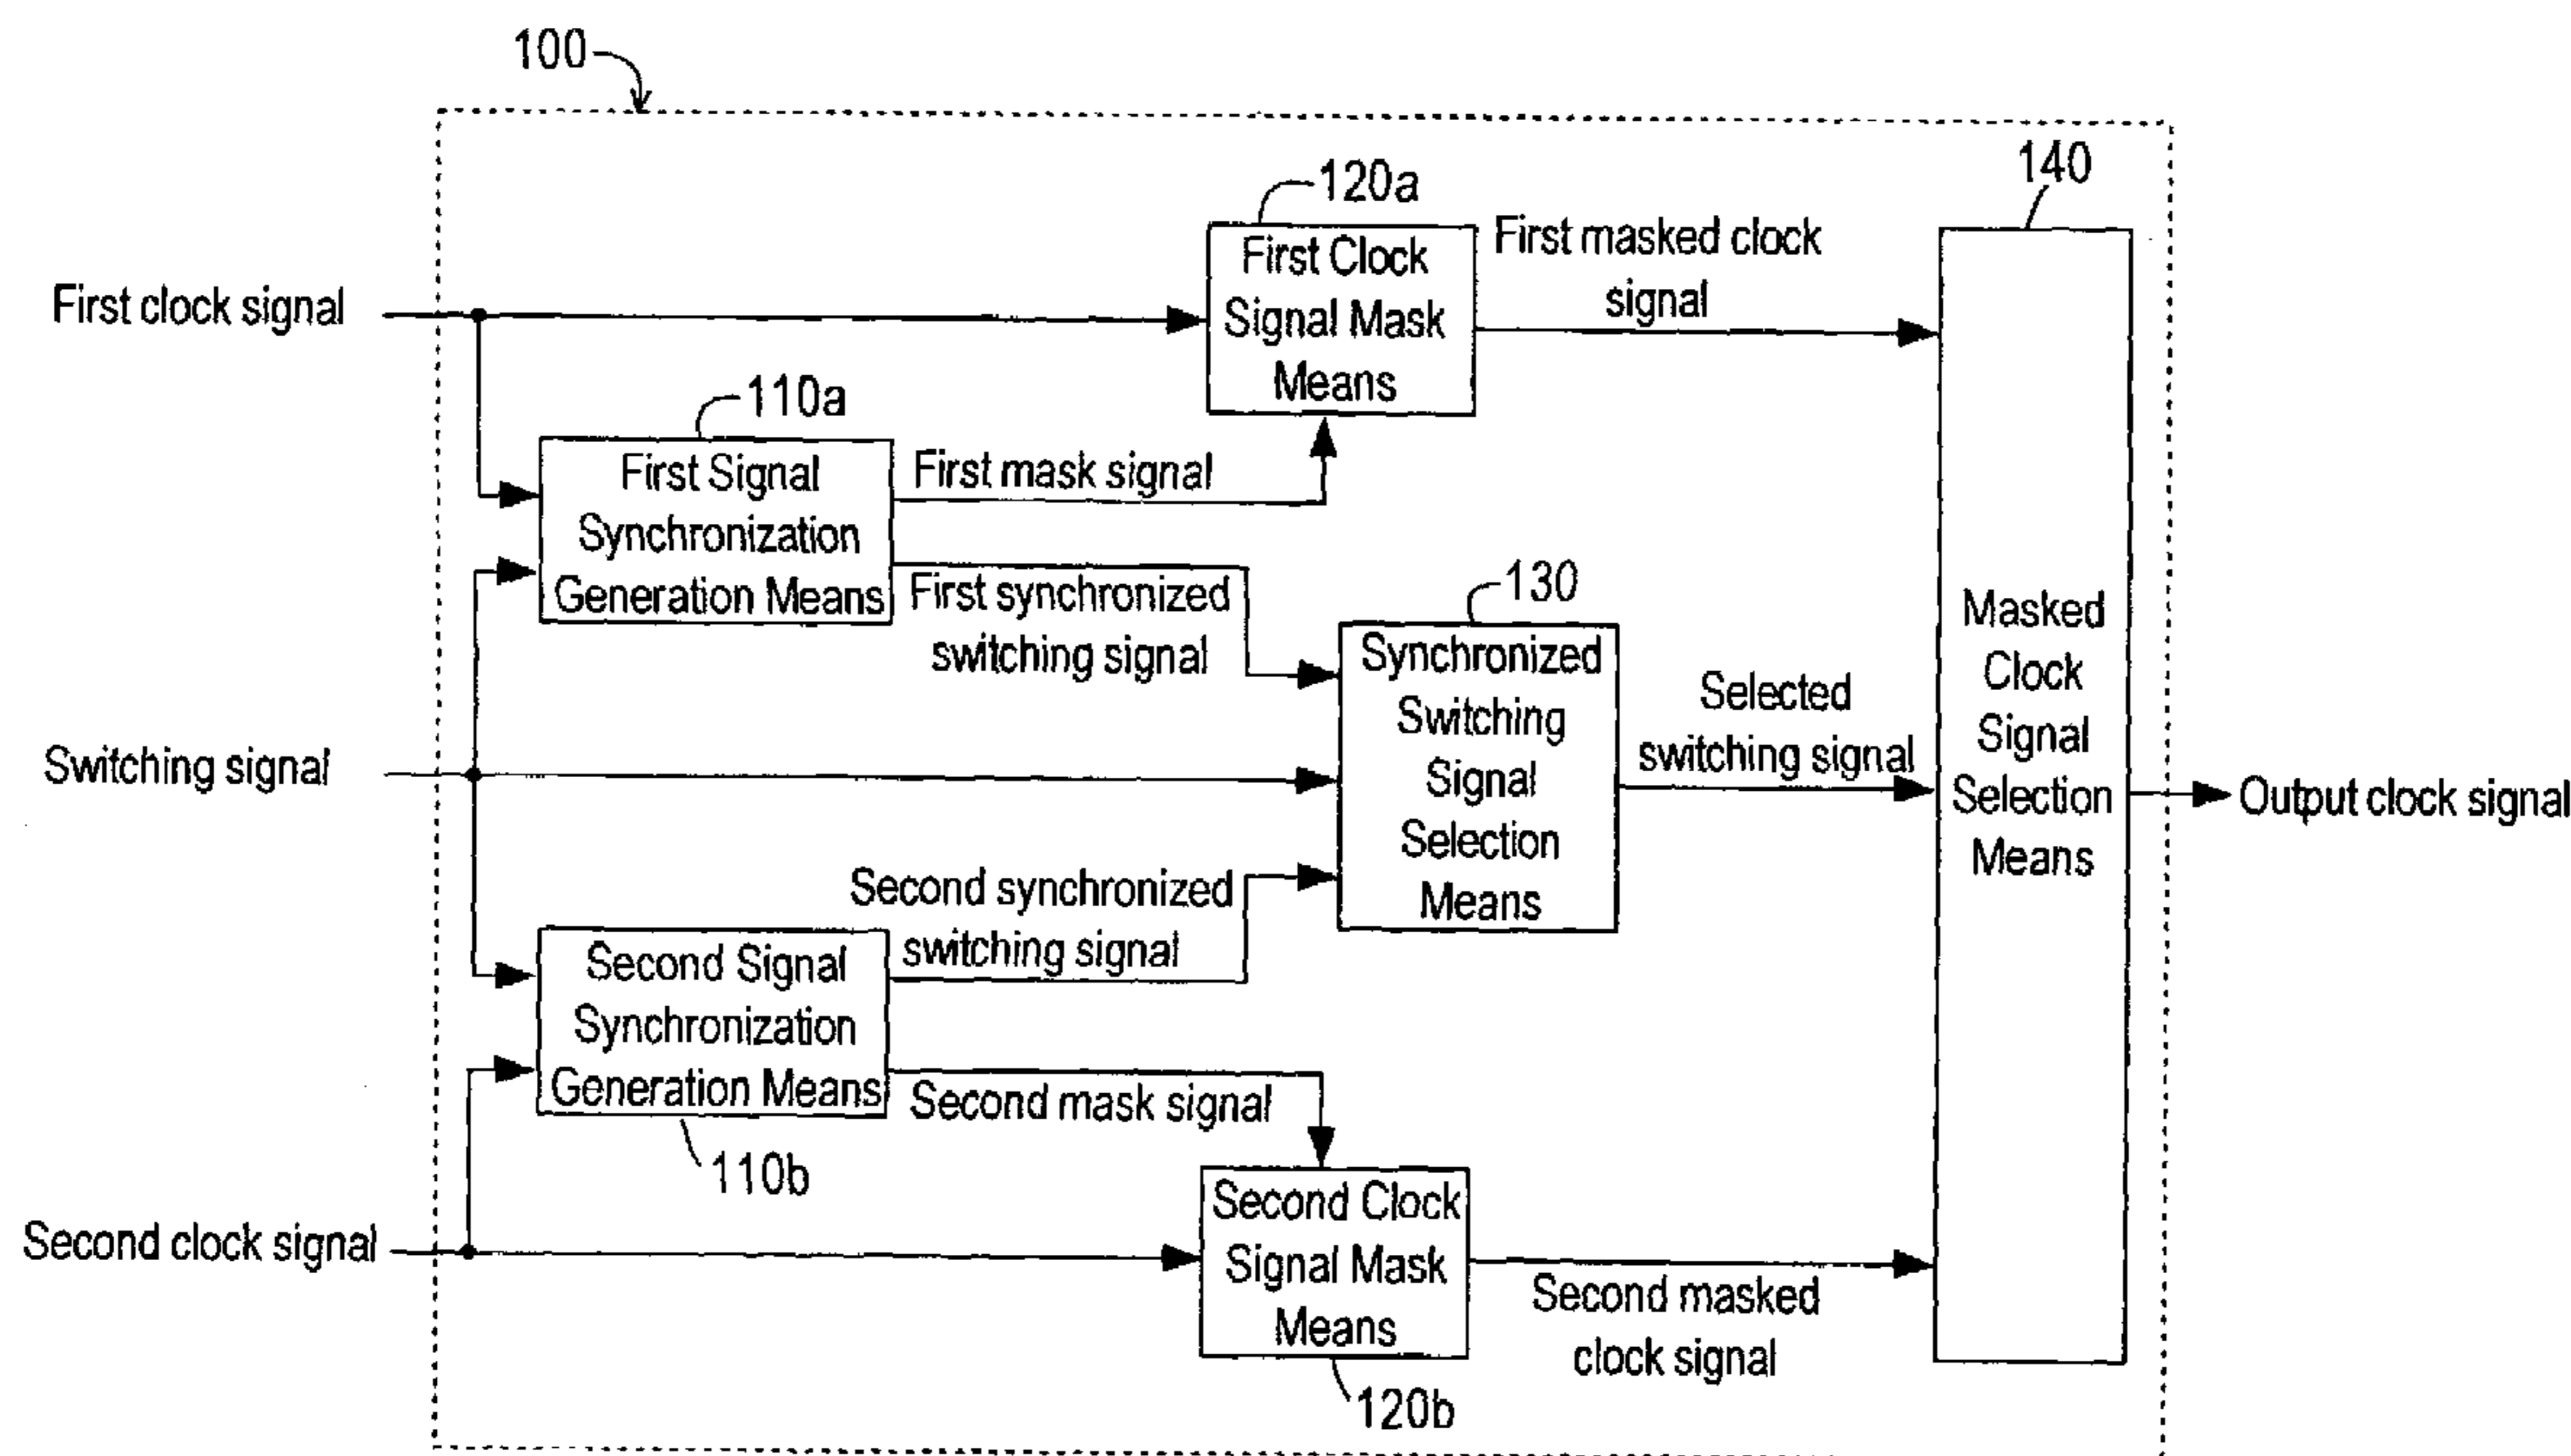 100
140
120a
First Clock
Signal Mask
Means
First masked clock
signal
First clock signal
110a
First Signal
Synchronization
Generation Means
First mask signal
First synchronized
switching signal
130
Synchronized
Switching
Signal
Selection
Means
Selected
switching signal
Masked
Clock
Signal
Selection
Means
Switching signal
Output clock signal
Second synchronized
switching signal
Second Signal
Synchronization
Generation Means
110b
Second mask signal
Second clock signal
Second Clock
Signal Mask
Means
120b
Second masked
clock signal